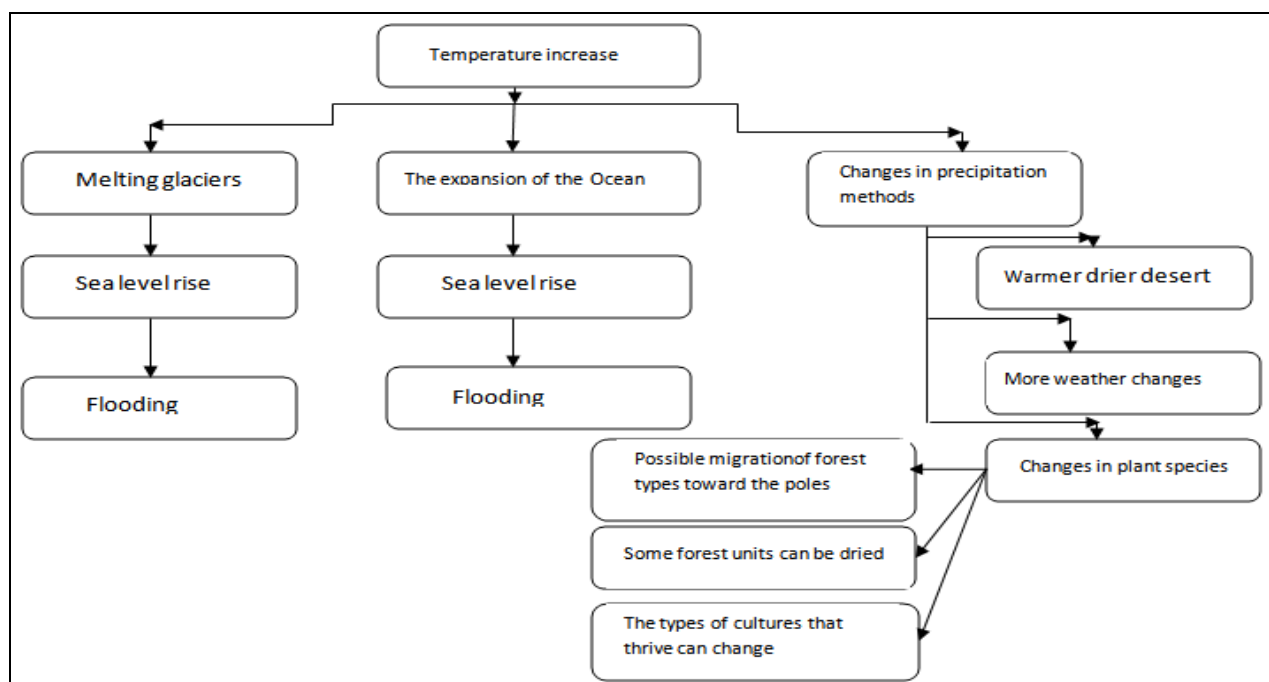 Temperature increase
Melting glaciers
The expansion of the Ocean
Changes in precipitation
methods
Sea level rise
Sea level rise
Warmer drier desert
Flooding
Flooding
More weather changes
Changes in plant species
Possible migrationof forest
types toward the poles
Some forest units can be dried
The types of cultures that
thrive can change